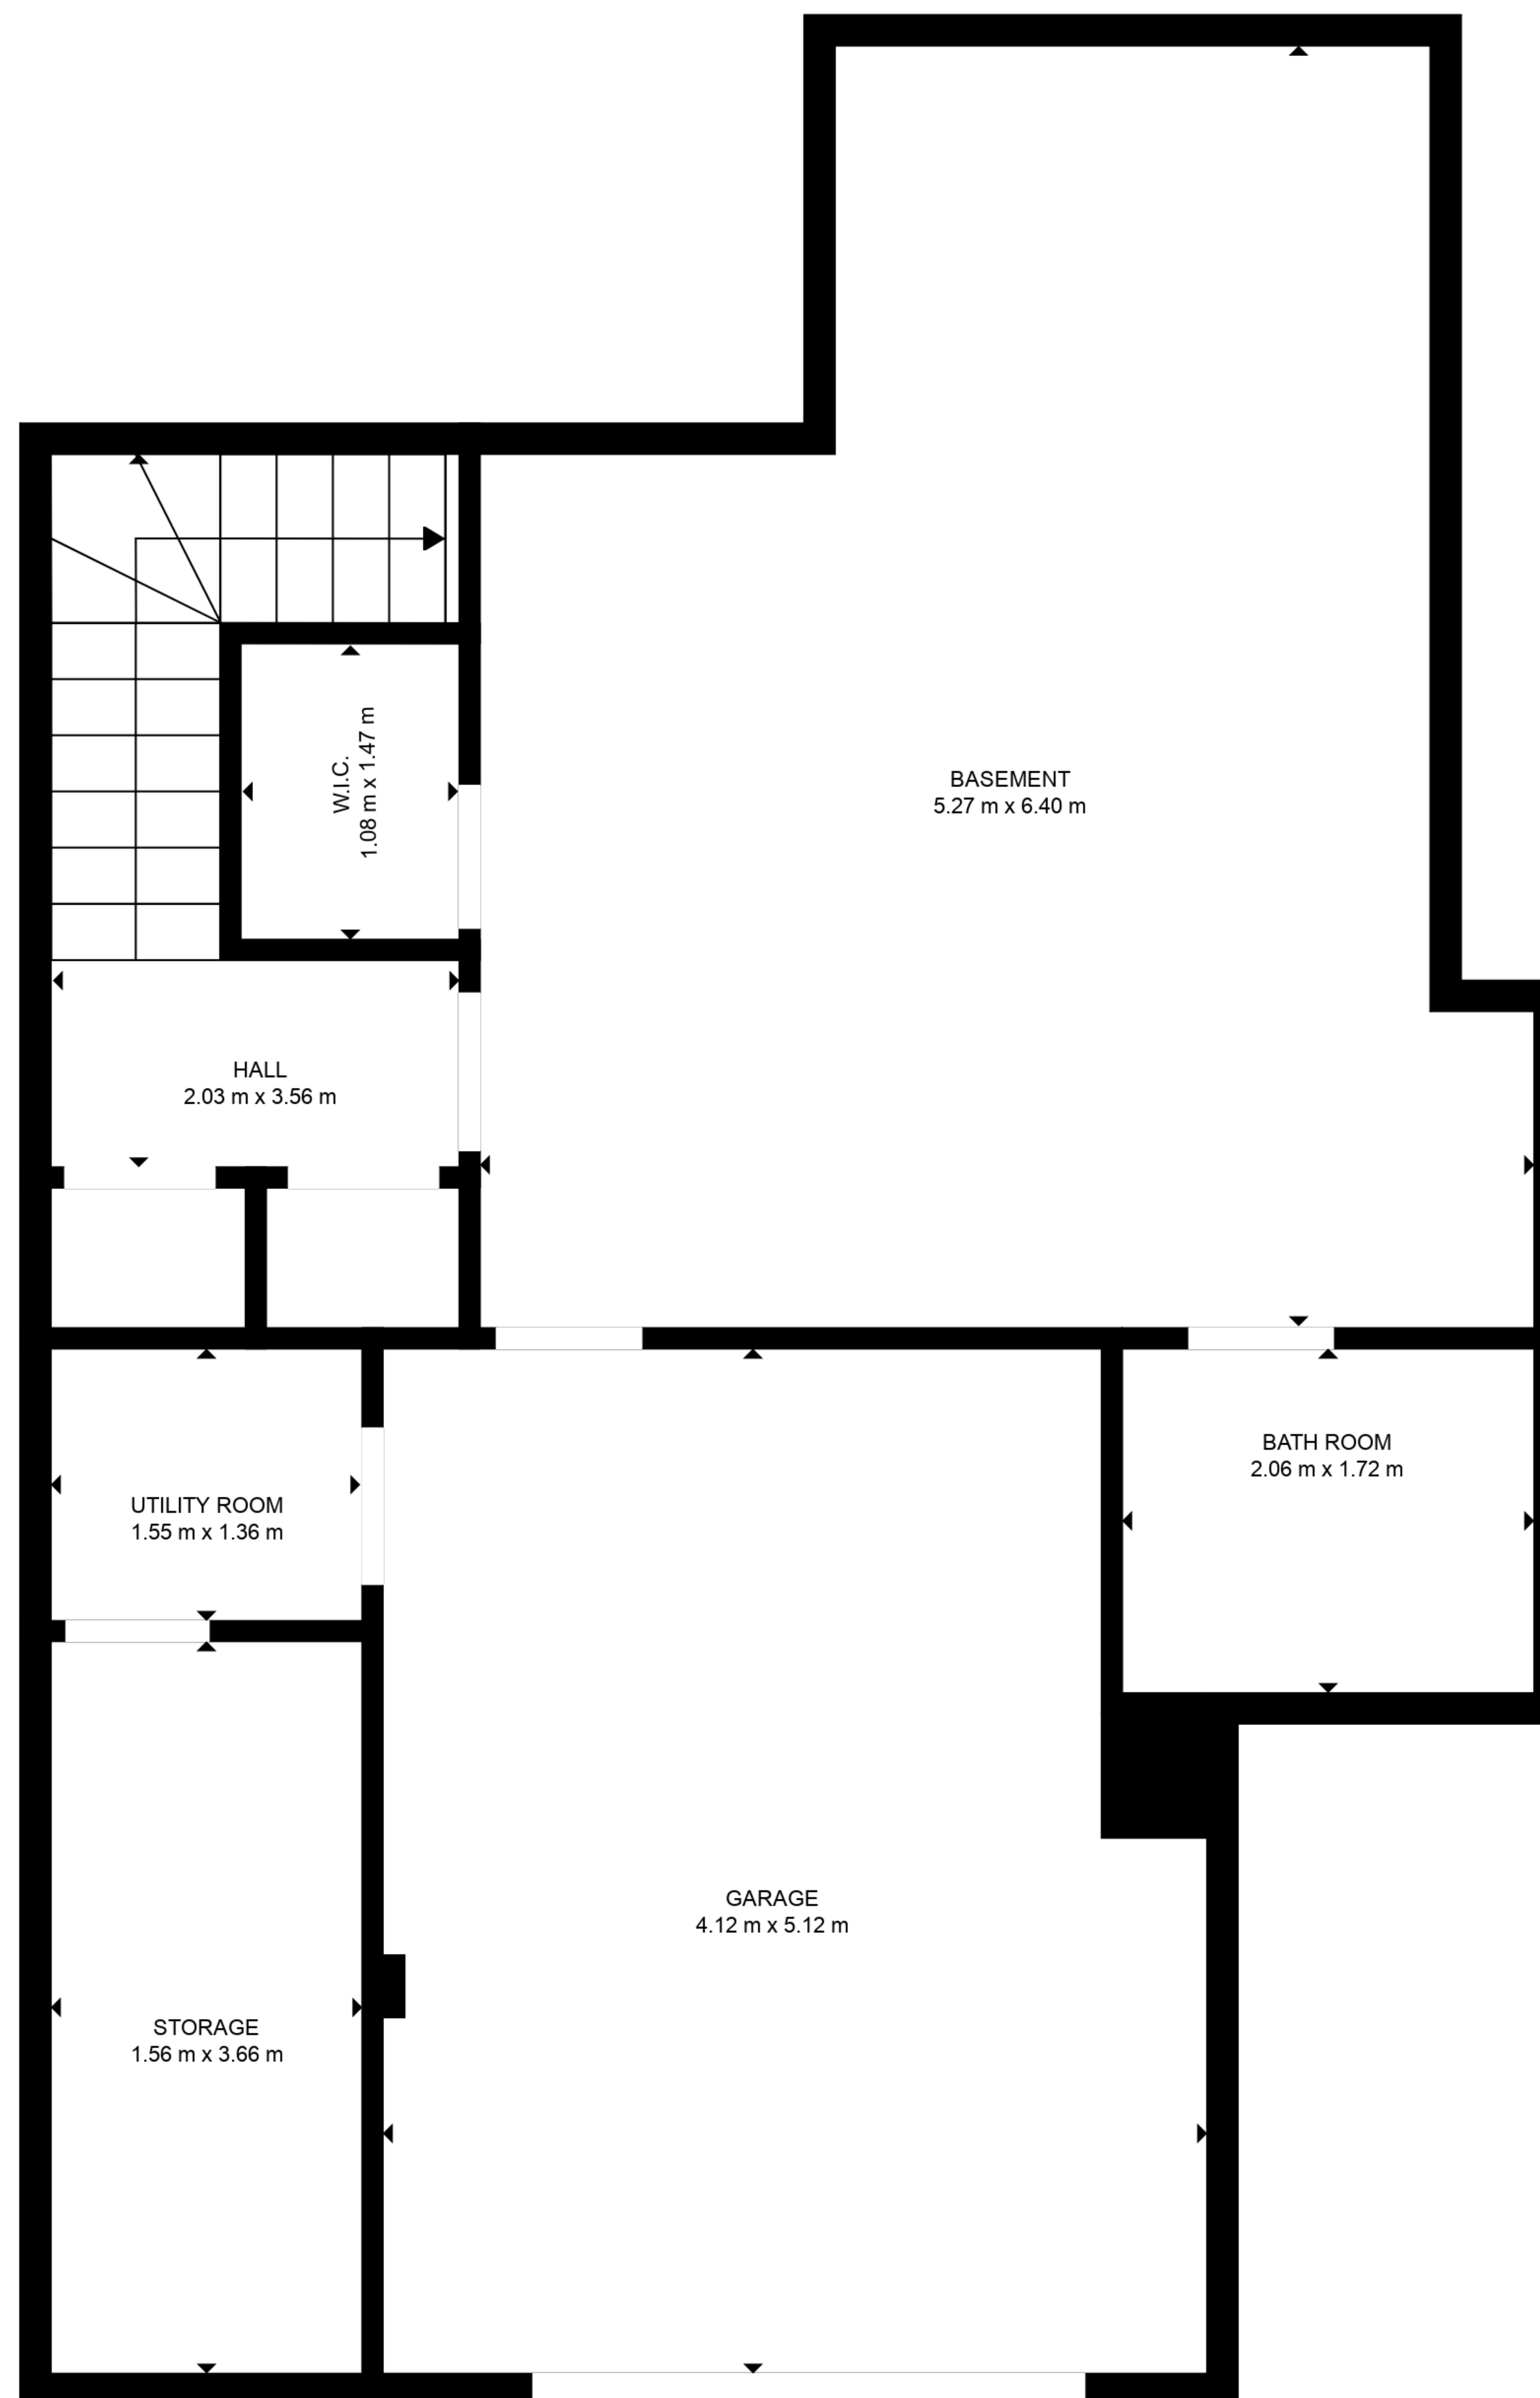 BASEMENT
5.27 m x 6.40 m
W.I.C.
1.08 m x 1.47 m
HALL
2.03 m x 3.56 m
BATH ROOM
2.06 m x 1.72 m
UTILITY ROOM
1.55 m x 1.36 m
GARAGE
4.12 m x 5.12 m
STORAGE
1.56 m x 3.66 m